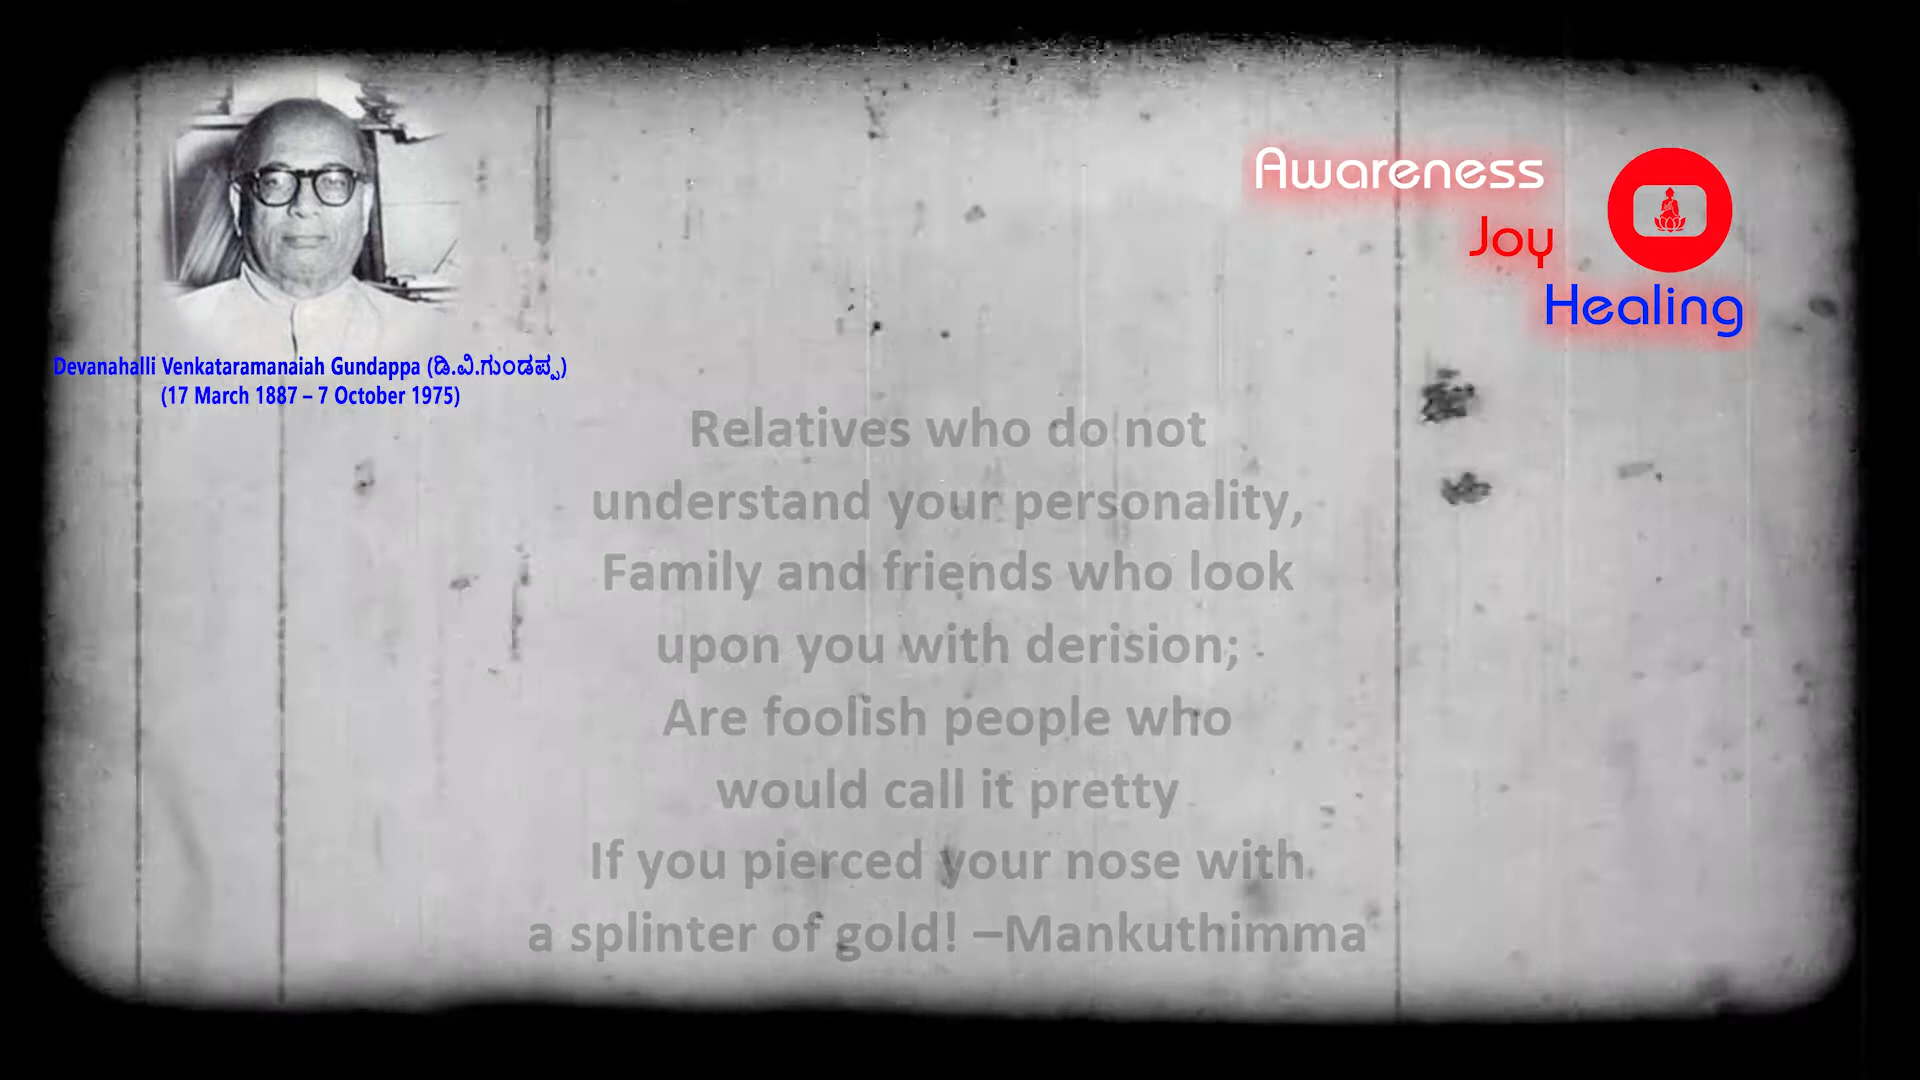 Awareness
Joy
Healing
Devanahalli Venkataramanaiah Gundappa (ಡಿ.ವಿ.ಗುಂಡಪ್ಪ)
(17 March 1887 – 7 October 1975)
Relatives who do not
understand your personality,
Family and friends who look
upon you with derision;
Are foolish people who
would call it pretty
If you pierced your nose with
a splinter of gold! –Mankuthimma